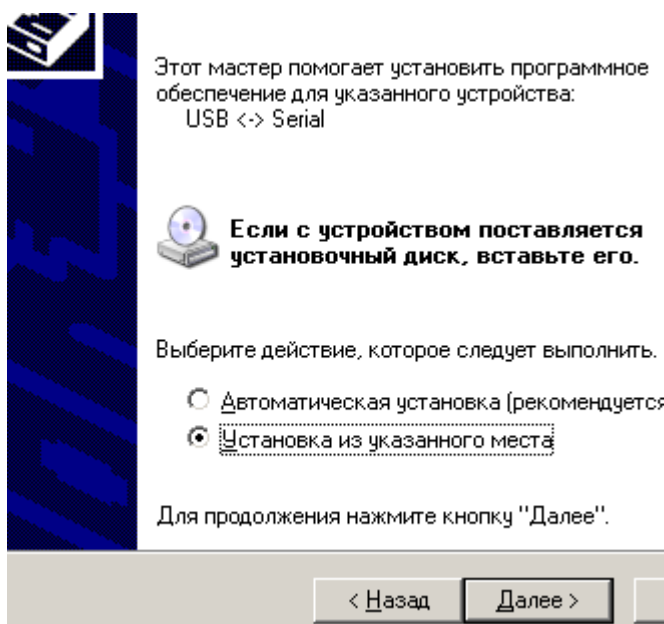 Этот мастер помогает установить программное
обеспечение для указанного устройства:
USB <-> Serial
Если с устройством поставляется
установочный диск, вставьте его.
Выберите действие, которое следует выполнить.
Автоматическая установка (рекомендуется
Установка из указанного места
Для продолжения нажмите кнопку "Далее".
< Назад Далее >